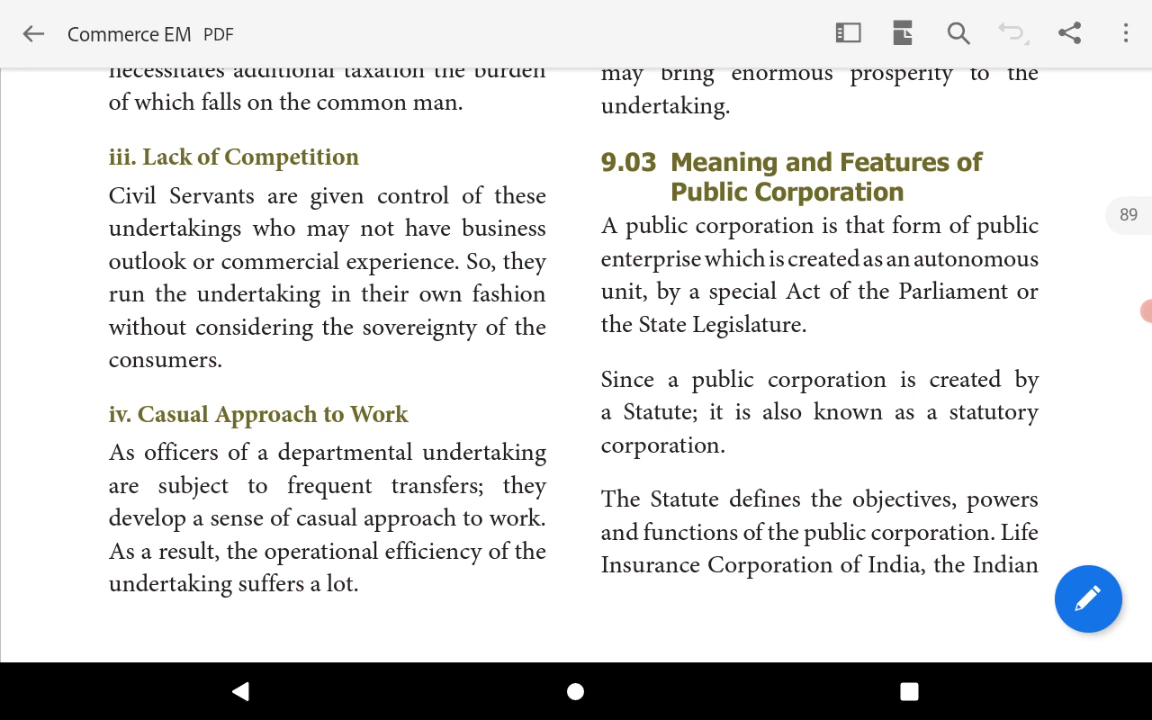 Commerce EM PDF
necessitates additional taxation the burden
of which falls on the common man.
iii. Lack of Competition
Civil Servants are given control of these
undertakings who may not have business
outlook or commercial experience. So, they
run the undertaking in their own fashion
without considering the sovereignty of the
consumers.
iv. Casual Approach to Work
As officers of a departmental undertaking
are subject to frequent transfers; they
develop a sense of casual approach to work.
As a result, the operational efficiency of the
undertaking suffers a lot.
may bring enormous prosperity to the
undertaking.
9.03 Meaning and Features of
Public Corporation
A public corporation is that form of public
enterprise which is created as an autonomous
unit, by a special Act of the Parliament or
the State Legislature.
Since a public corporation is created by
a Statute; it is also known as a statutory
corporation.
The Statute defines the objectives, powers
and functions of the public corporation. Life
Insurance Corporation of India, the Indian
89